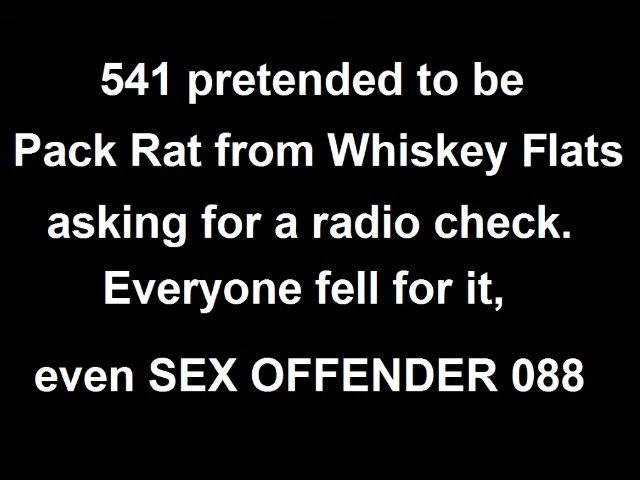 541 pretended to be
Pack Rat from Whiskey Flats
asking for a radio check.
Everyone fell for it,
even SEX OFFENDER 088